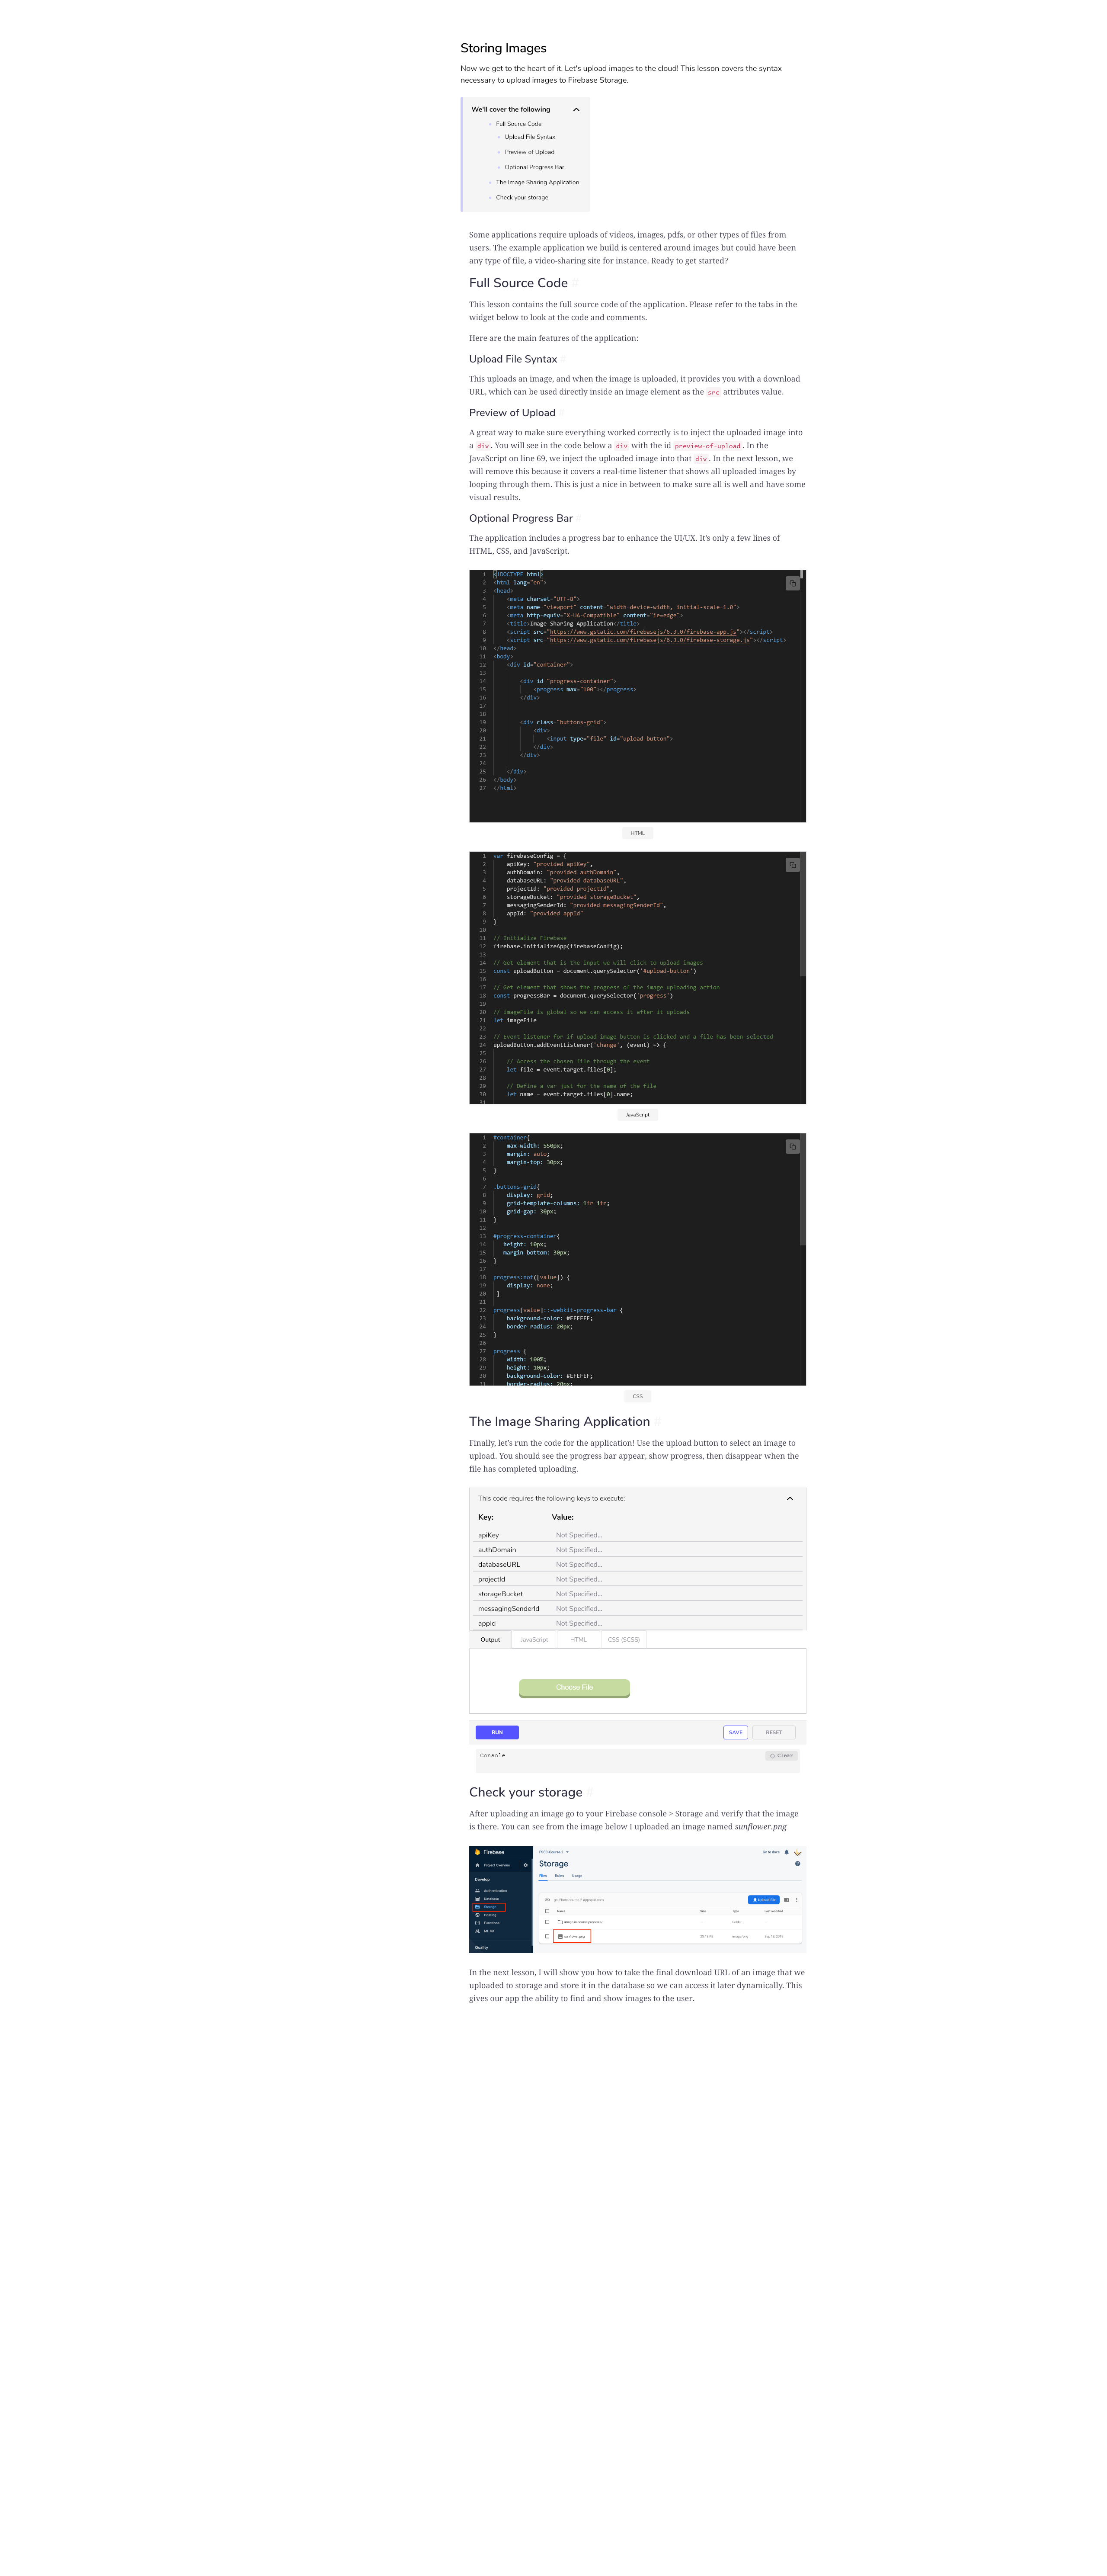 Storing Images
Now we get to the heart of it. Let's upload images to the cloud! This lesson covers the syntax
necessary to upload images to Firebase Storage.
We'll cover the following
Full Source Code
Upload File Syntax
Preview of Upload
Optional Progress Bar
The Image Sharing Application
Check your storage
Some applications require uploads of videos, images, pdfs, or other types of files from
users. The example application we build is centered around images but could have been
any type of file, a video-sharing site for instance. Ready to get started?
Full Source Code
This lesson contains the full source code of the application. Please refer to the tabs in the
widget below to look at the code and comments.
Here are the main features of the application:
Upload File Syntax
This uploads an image, and when the image is uploaded, it provides you with a download
URL, which can be used directly inside an image element as the src attributes value.
Preview of Upload
A great way to make sure everything worked correctly is to inject the uploaded image into
a div. You will see in the code below a div with the id preview-of-upload. In the
JavaScript on line 69, we inject the uploaded image into that div. In the next lesson, we
will remove this because it covers a real-time listener that shows all uploaded images by
looping through them. This is just a nice in between to make sure all is well and have some
visual results.
Optional Progress Bar
The application includes a progress bar to enhance the UI/UX. It's only a few lines of
HTML, CSS, and JavaScript.
1 <!DOCTYPE html>
2 <html lang="en">
3 <head>
4 <meta charset="UTF-8">
5 <meta name="viewport" content="width=device-width, initial-scale=1.0">
6 <meta http-equiv="X-UA-Compatible" content="ie=edge">
7 <title>Image Sharing Application</title>
8 <script src="https://www.gstatic.com/firebasejs/6.3.0/firebase-app.js"></script>
9 <script src="https://www.gstatic.com/firebasejs/6.3.0/firebase-storage.js"></script>
10 </head>
11 <body>
12 <div id="container">
13
14 <div id="progress-container">
15 <progress max="100"></progress>
16 </div>
17
18
19 <div class="buttons-grid">
20 <div>
21 <input type="file" id="upload-button">
22 </div>
23 </div>
24
25 </div>
26 </body>
27 </html>
HTML
1 var firebaseConfig = {
2 apiKey: "provided apiKey",
3 authDomain: "provided authDomain",
4 databaseURL: "provided databaseURL",
5 projectId: "provided projectId",
6 storageBucket: "provided storageBucket",
7 messagingSenderId: "provided messagingSenderId",
8 appId: "provided appId"
9 }
10
11 // Initialize Firebase
12 firebase.initializeApp(firebaseConfig);
13
14 // Get element that is the input we will click to upload images
15 const uploadButton = document.querySelector('#upload-button')
16
17 // Get element that shows the progress of the image uploading action
18 const progressBar = document.querySelector('progress')
19
20 // imageFile is global so we can access it after it uploads
21 let imageFile
22
23 // Event listener for if upload image button is clicked and a file has been selected
24 uploadButton.addEventListener('change', (event) => {
25
26 // Access the chosen file through the event
27 let file = event.target.files[0];
28
29 // Define a var just for the name of the file
30 let name = event.target.files[0].name;
31
JavaScript
1 #container{
2 max-width: 550px;
3 margin: auto;
4 margin-top: 30px;
5 }
6
7 .buttons-grid{
8 display: grid;
9 grid-template-columns: 1fr 1fr;
10 grid-gap: 30px;
11 }
12
13 #progress-container{
14 height: 10px;
15 margin-bottom: 30px;
16 }
17
18 progress:not([value]) {
19 display: none;
20 }
21
22 progress[value]::-webkit-progress-bar {
23 background-color: #EFEFEF;
24 border-radius: 20px;
25 }
26
27 progress {
28 width: 100%;
29 height: 10px;
30 background-color: #EFEFEF;
31 border-radius: 20px;
CSS
The Image Sharing Application
Finally, let's run the code for the application! Use the upload button to select an image to
upload. You should see the progress bar appear, show progress, then disappear when the
file has completed uploading.
This code requires the following keys to execute:
Key: Value:
apiKey Not Specified...
authDomain Not Specified...
databaseURL Not Specified...
projectId Not Specified...
storageBucket Not Specified...
messagingSenderId Not Specified...
appId Not Specified...
Output JavaScript HTML CSS (SCSS)
Choose File
RUN SAVE RESET
Console Clear
Check your storage
After uploading an image go to your Firebase console > Storage and verify that the image
is there. You can see from the image below I uploaded an image named sunflower.png
Firebase
Project Overview
Develop
Authentication
Database
Storage
Hosting
Functions
ML Kit
Quality
Go to docs
Storage
Files Rules Usage
Upload file
Name Size Type Last modified
Folder
sunflower.png
In the next lesson, I will show you how to take the final download URL of an image that we
uploaded to storage and store it in the database so we can access it later dynamically. This
gives our app the ability to find and show images to the user.